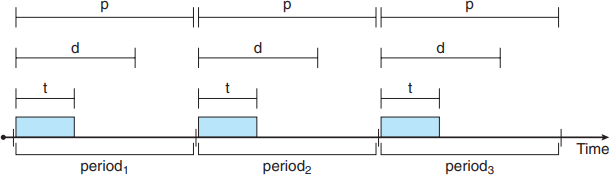 p p p
d d d
t t t
Time
period1 period2 period3